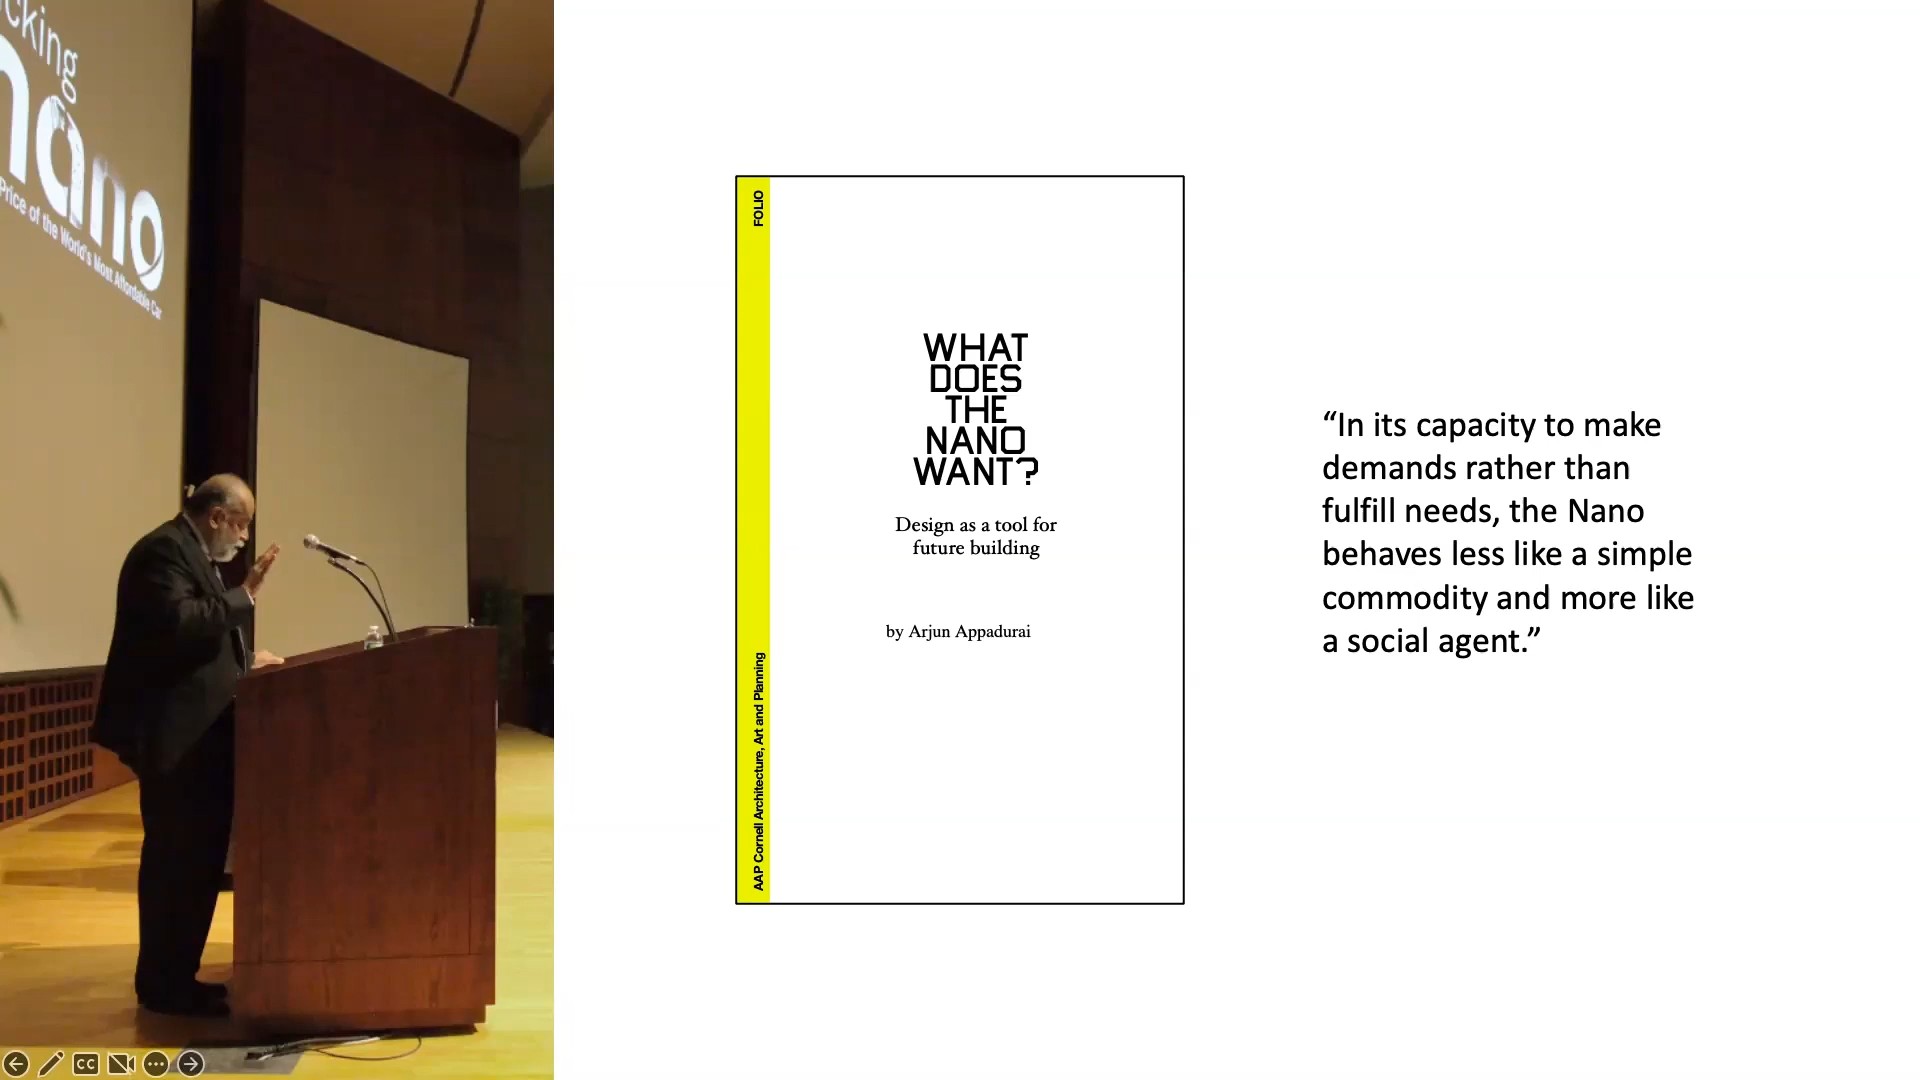 cking
nano
Price of the World's Most Affordable Car
FOLIO
WHAT
DOES
THE
NANO
WANT?
Design as a tool for
future building
by Arjun Appadurai
AAP Cornell Architecture, Art and Planning
“In its capacity to make
demands rather than
fulfill needs, the Nano
behaves less like a simple
commodity and more like
a social agent.”
CC